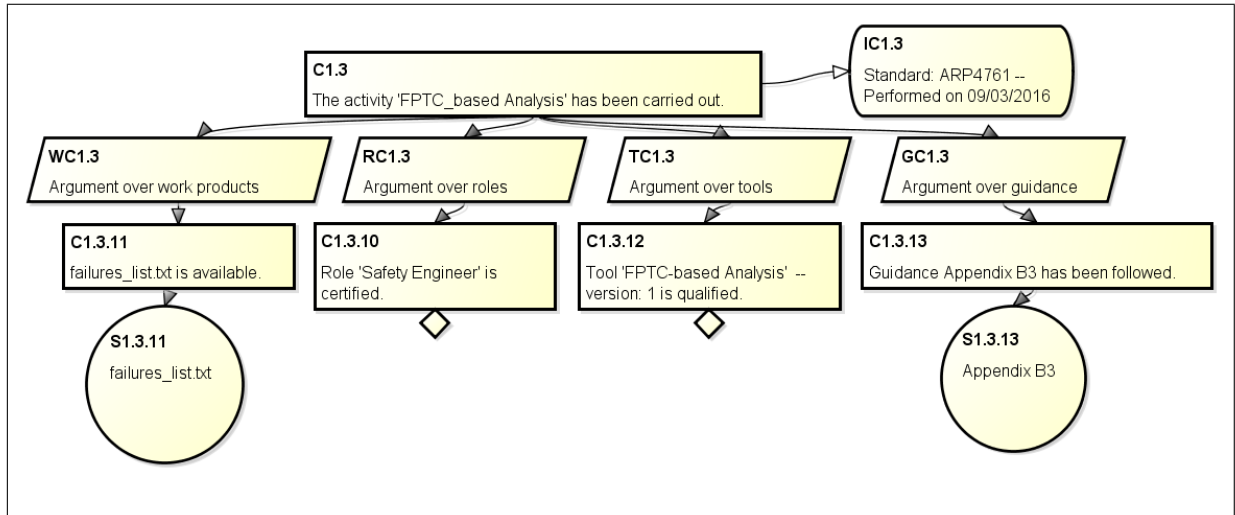 C1.3
The activity 'FPTC_based Analysis' has been carried out.
IC1.3
Standard: ARP4761 --
Performed on 09/03/2016
WC1.3
Argument over work products
RC1.3
Argument over roles
TC1.3
Argument over tools
GC1.3
Argument over guidance
C1.3.11
failures_list.txt is available.
C1.3.10
Role 'Safety Engineer' is
certified.
C1.3.12
Tool 'FPTC-based Analysis' --
version: 1 is qualified.
C1.3.13
Guidance Appendix B3 has been followed.
S1.3.11
failures_list.txt
S1.3.13
Appendix B3